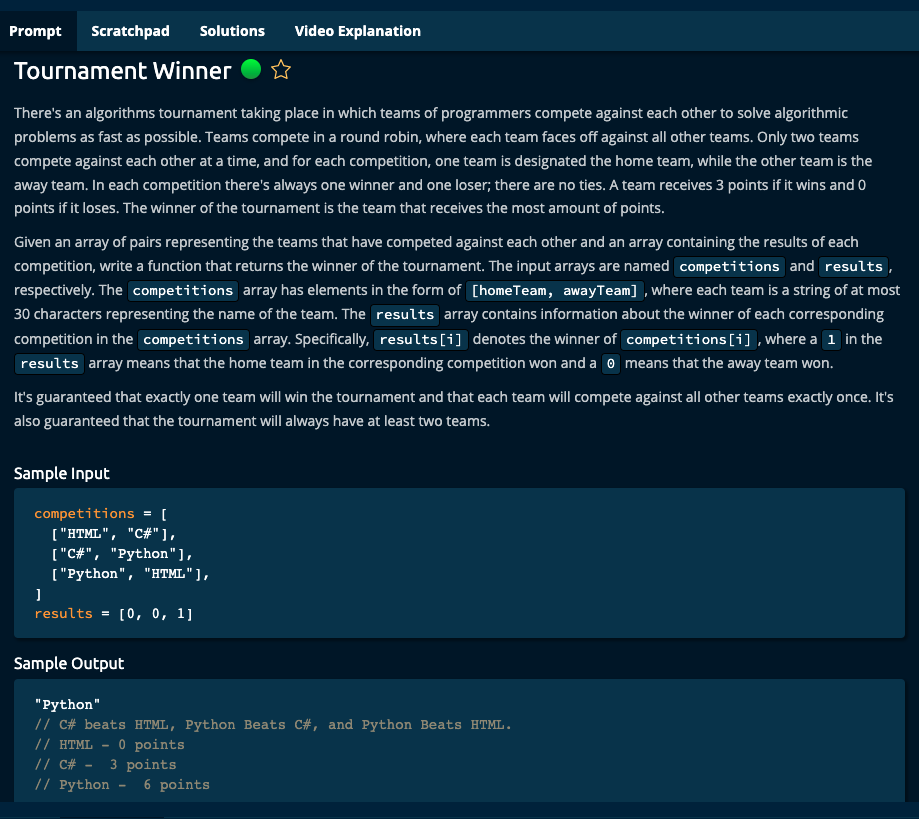 Prompt Scratchpad Solutions Video Explanation
Tournament Winner
There's an algorithms tournament taking place in which teams of programmers compete against each other to solve algorithmic
problems as fast as possible. Teams compete in a round robin, where each team faces off against all other teams. Only two teams
compete against each other at a time, and for each competition, one team is designated the home team, while the other team is the
away team. In each competition there's always one winner and one loser; there are no ties. A team receives 3 points if it wins and 0
points if it loses. The winner of the tournament is the team that receives the most amount of points.
Given an array of pairs representing the teams that have competed against each other and an array containing the results of each
competition, write a function that returns the winner of the tournament. The input arrays are named competitions and results ,
respectively. The competitions array has elements in the form of [homeTeam, awayTeam] , where each team is a string of at most
30 characters representing the name of the team. The results array contains information about the winner of each corresponding
competition in the competitions array. Specifically, results[i] denotes the winner of competitions[i] , where a 1 in the
results array means that the home team in the corresponding competition won and a 0 means that the away team won.
It's guaranteed that exactly one team will win the tournament and that each team will compete against all other teams exactly once. It's
also guaranteed that the tournament will always have at least two teams.
Sample Input
competitions = [
  ["HTML", "C#"],
  ["C#", "Python"],
  ["Python", "HTML"],
]
results = [0, 0, 1]
Sample Output
"Python"
// C# beats HTML, Python Beats C#, and Python Beats HTML.
// HTML - 0 points
// C# -  3 points
// Python -  6 points